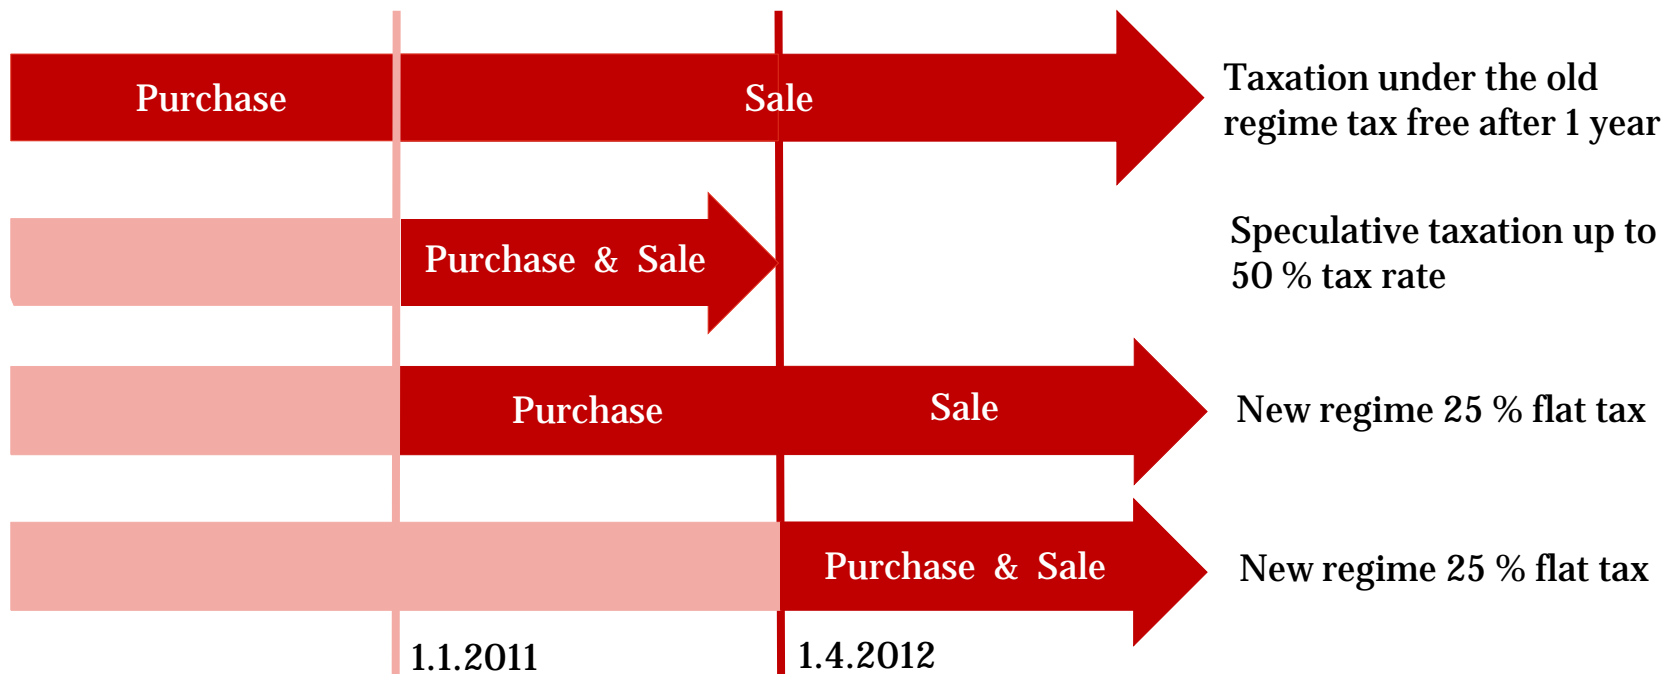 Purchase
Sale
Taxation under the old
regime tax free after 1 year
Purchase & Sale
Speculative taxation up to
50 % tax rate
Purchase
Sale
New regime 25 % flat tax
Purchase & Sale
New regime 25 % flat tax
1.1.2011
1.4.2012